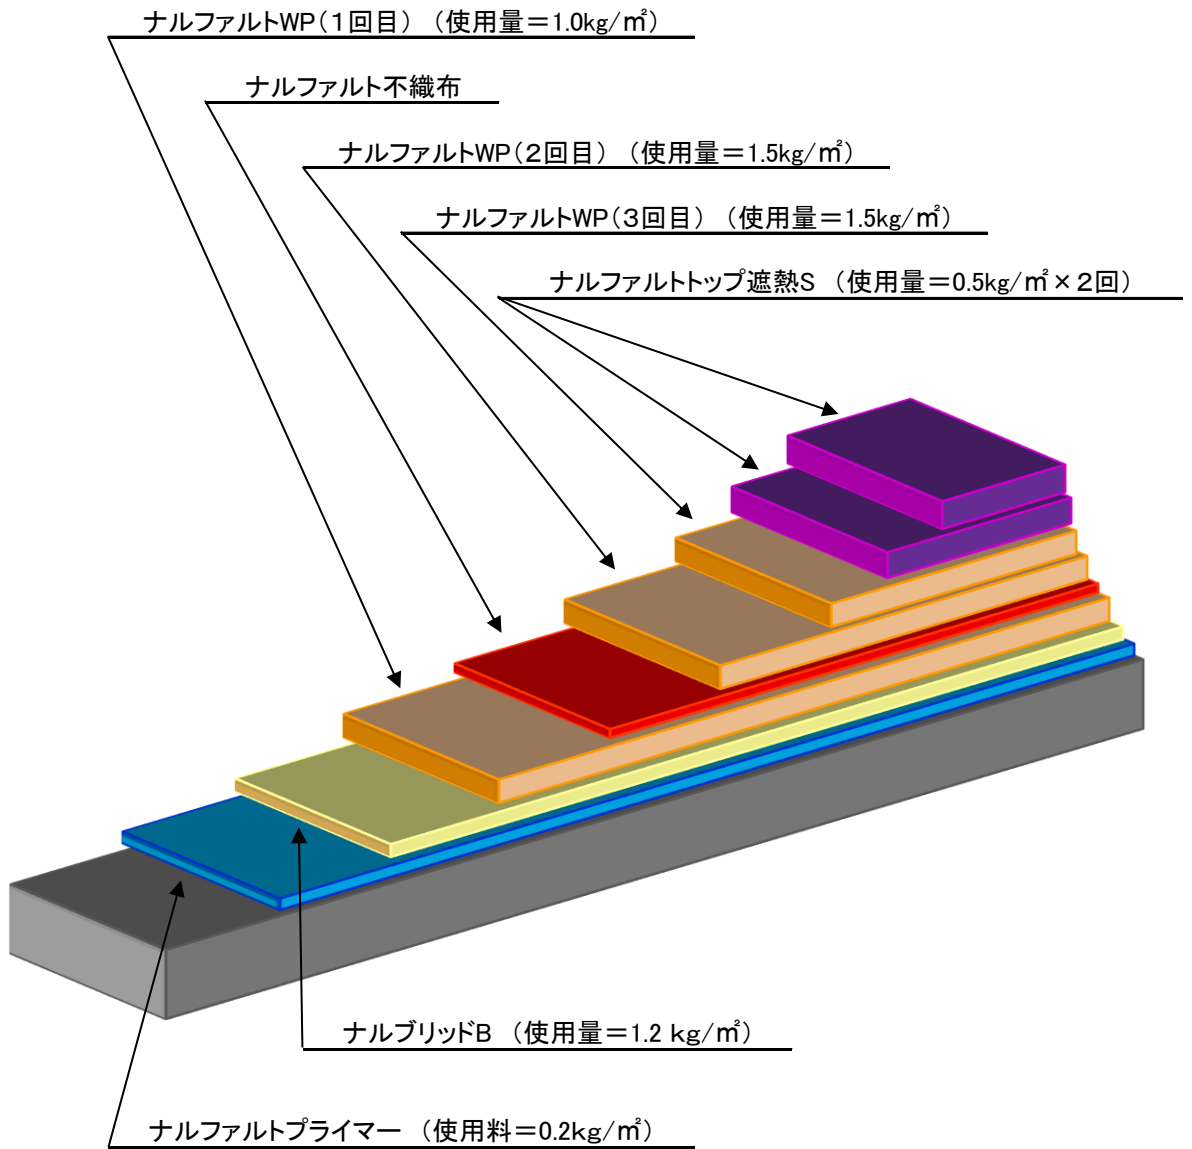 ナルファルトWP(1回目) (使用量=1.0kg/㎡)
ナルファルト不織布
ナルファルトWP(2回目) (使用量=1.5kg/㎡)
ナルファルトWP(3回目) (使用量=1.5kg/㎡)
ナルファルトトップ遮熱S (使用量=0.5kg/㎡×2回)
ナルブリッドB (使用量=1.2 kg/㎡)
ナルファルトプライマー (使用料=0.2kg/㎡)